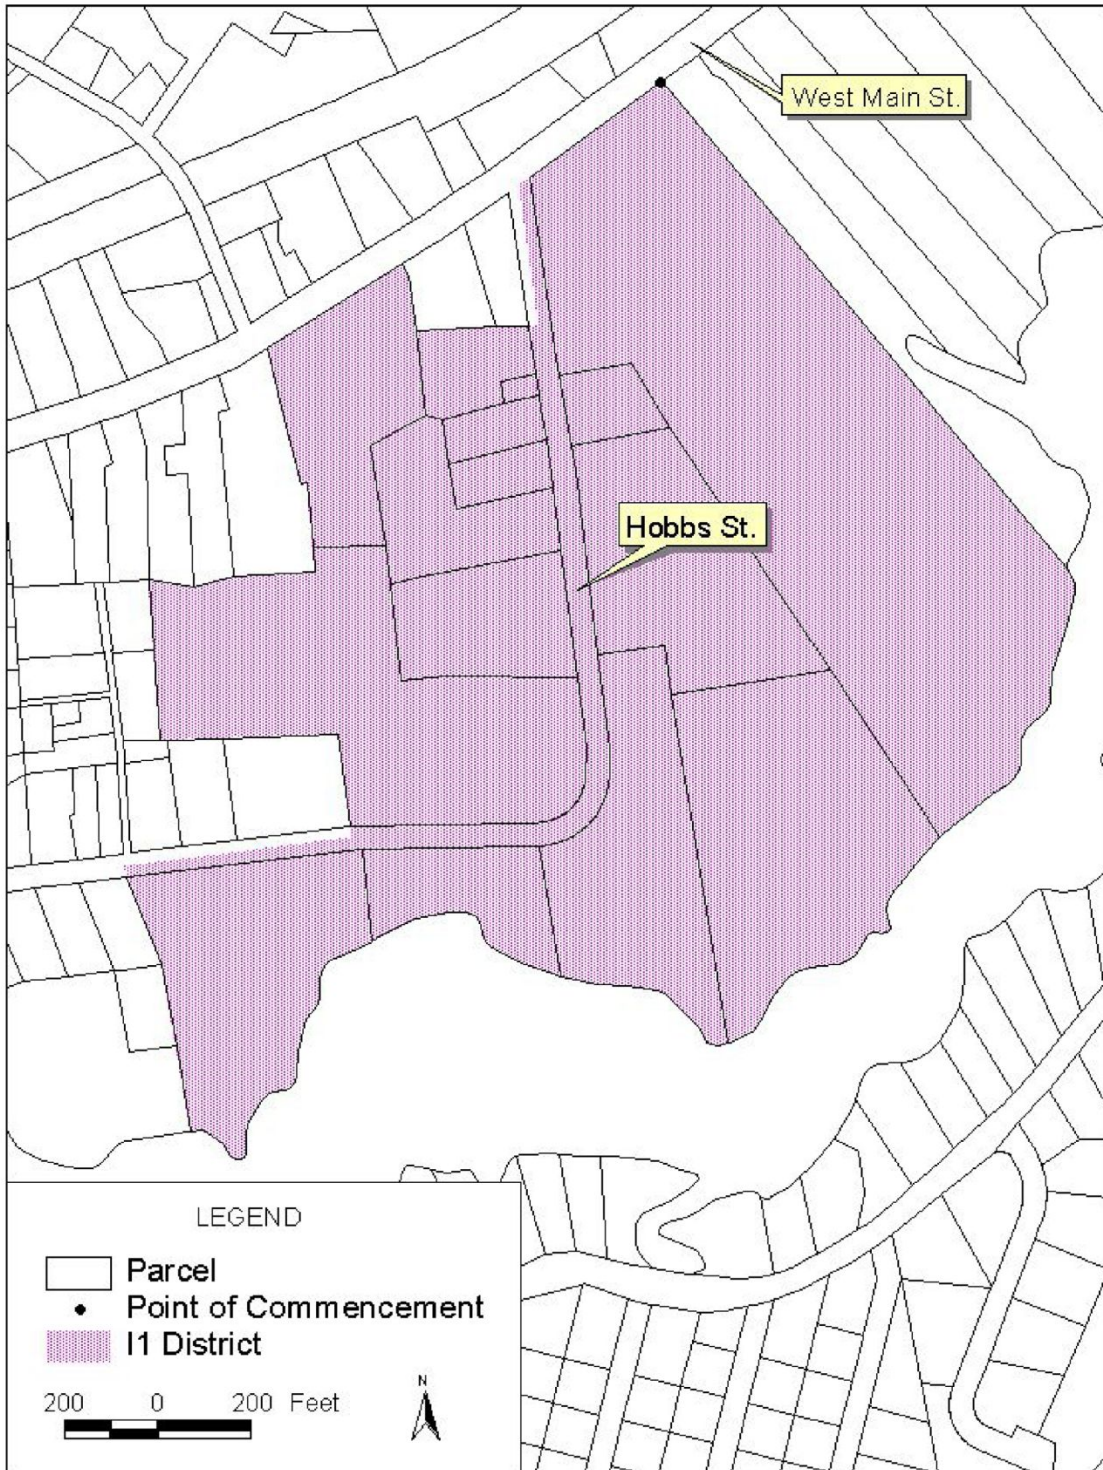 West Main St.
Hobbs St.
LEGEND
Parcel
Point of Commencement
I1 District
200 0 200 Feet
N